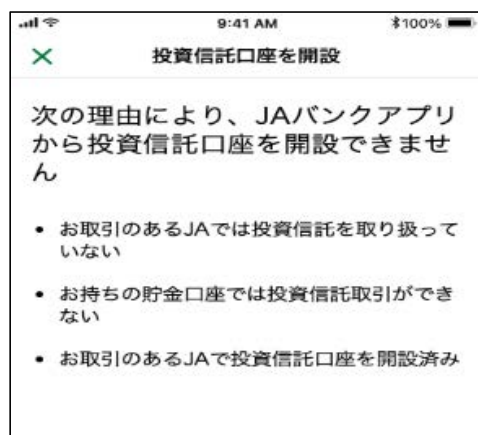 9:41 AM
100%
投資信託口座を開設
次の理由により、JAバンクアプリ
から投資信託口座を開設できませ
ん
• お取引のあるJAでは投資信託を取り扱って
いない
• お持ちの貯金口座では投資信託取引ができ
ない
• お取引のあるJAで投資信託口座を開設済み